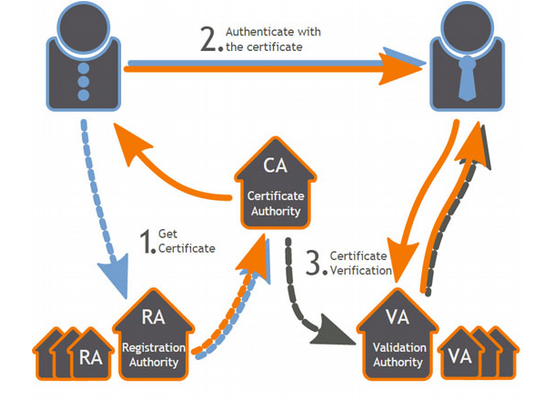 2. Authenticate with
the certificate
CA
Certificate
Authority
1. Get
Certificate
3. Certificate
Verification
RA
Registration
Authority
RA
VA
Validation
Authority
VA